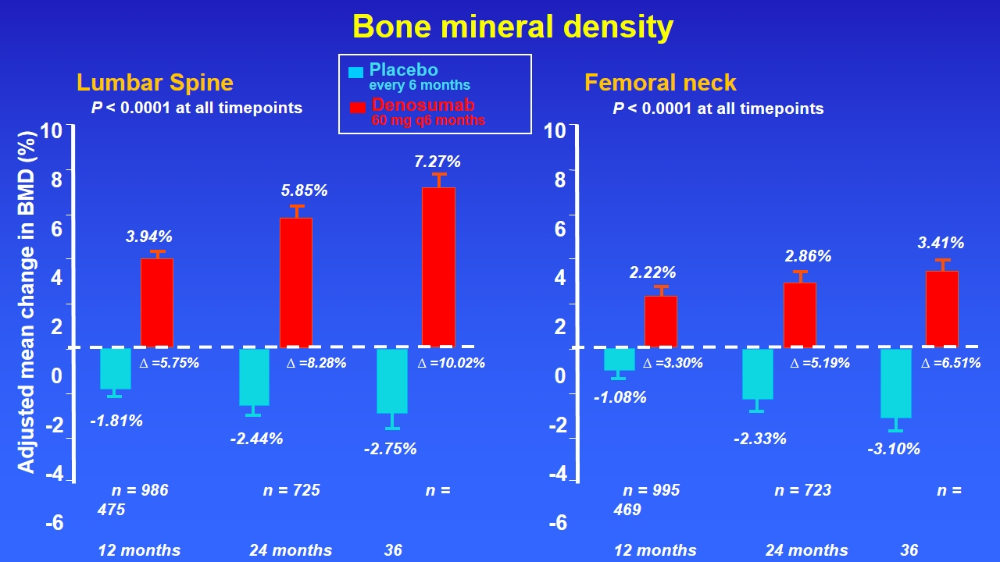 Bone mineral density
Placebo
every 6 months
Denosumab
60 mg q6 months
Lumbar Spine
P < 0.0001 at all timepoints
Adjusted mean change in BMD (%)
10
8
6
4
2
0
-2
-4
-6
3.94%
5.85%
7.27%
Δ =5.75%
Δ =8.28%
Δ =10.02%
-1.81%
-2.44%
-2.75%
n = 986
n = 725
n =
475
12 months
24 months
36
Femoral neck
P < 0.0001 at all timepoints
10
8
6
4
2
0
-2
-4
-6
2.22%
2.86%
3.41%
Δ =3.30%
Δ =5.19%
Δ =6.51%
-1.08%
-2.33%
-3.10%
n = 995
n = 723
n =
469
12 months
24 months
36